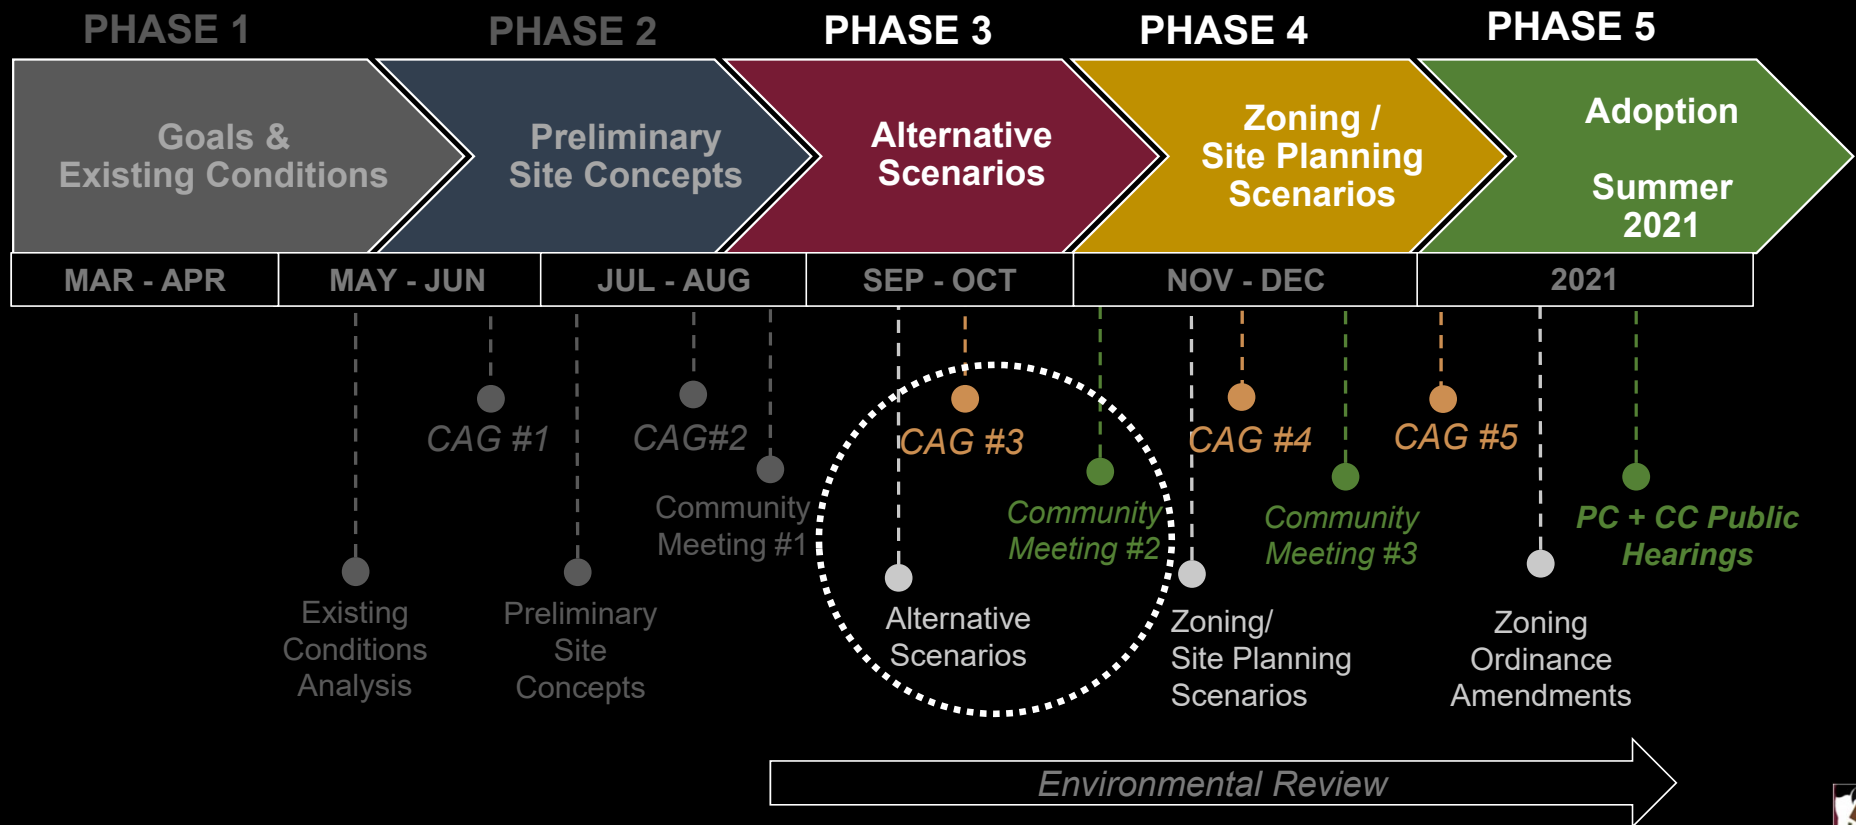 PHASE 1
PHASE 2
PHASE 3
PHASE 4
PHASE 5
Goals &
Existing Conditions
Preliminary
Site Concepts
Alternative
Scenarios
Zoning /
Site Planning
Scenarios
Adoption
Summer
2021
MAR - APR
MAY - JUN
JUL - AUG
SEP - OCT
NOV - DEC
2021
CAG #1
CAG#2
CAG #3
CAG #4
CAG #5
Community
Meeting #1
Community
Meeting #2
Community
Meeting #3
PC + CC Public
Hearings
Existing
Conditions
Analysis
Preliminary
Site
Concepts
Alternative
Scenarios
Zoning/
Site Planning
Scenarios
Zoning
Ordinance
Amendments
Environmental Review